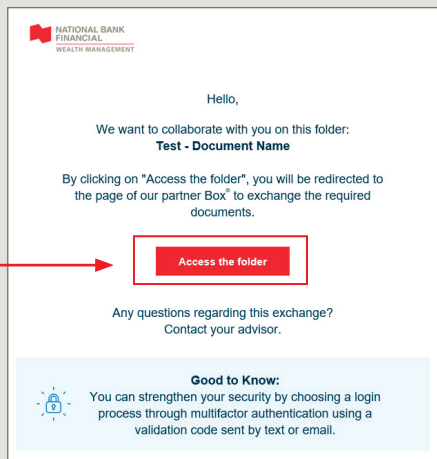 NATIONAL BANK
FINANCIAL
WEALTH MANAGEMENT
Hello,
We want to collaborate with you on this folder:
Test - Document Name
By clicking on "Access the folder", you will be redirected to
the page of our partner Box® to exchange the required
documents.
Access the folder
Any questions regarding this exchange?
Contact your advisor.
Good to Know:
You can strengthen your security by choosing a login
process through multifactor authentication using a
validation code sent by text or email.